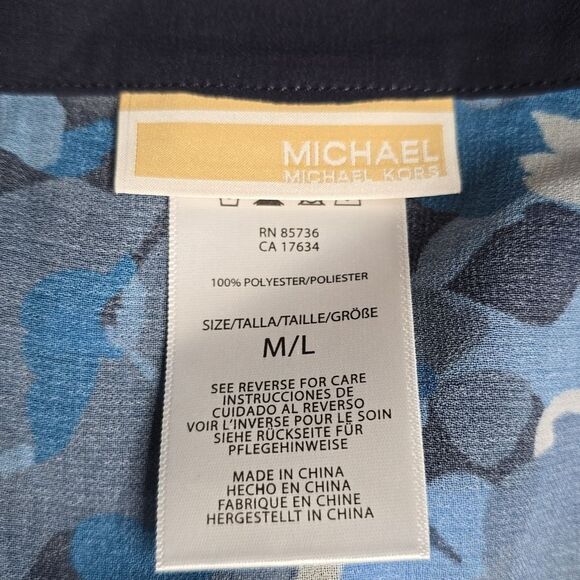 MICHAEL
MICHAEL KORS
RN 85736
CA 17634
100% POLYESTER/POLIESTER
SIZE/TALLA/TAILLE/GRÖßE
M/L
SEE REVERSE FOR CARE
INSTRUCCIONES DE
CUIDADO AL REVERSO
VOIR L'INVERSE POUR LE SOIN
SIEHE RÜCKSEITE FÜR
PFLEGEHINWEISE
MADE IN CHINA
HECHO EN CHINA
FABRIQUE EN CHINE
HERGESTELLT IN CHINA